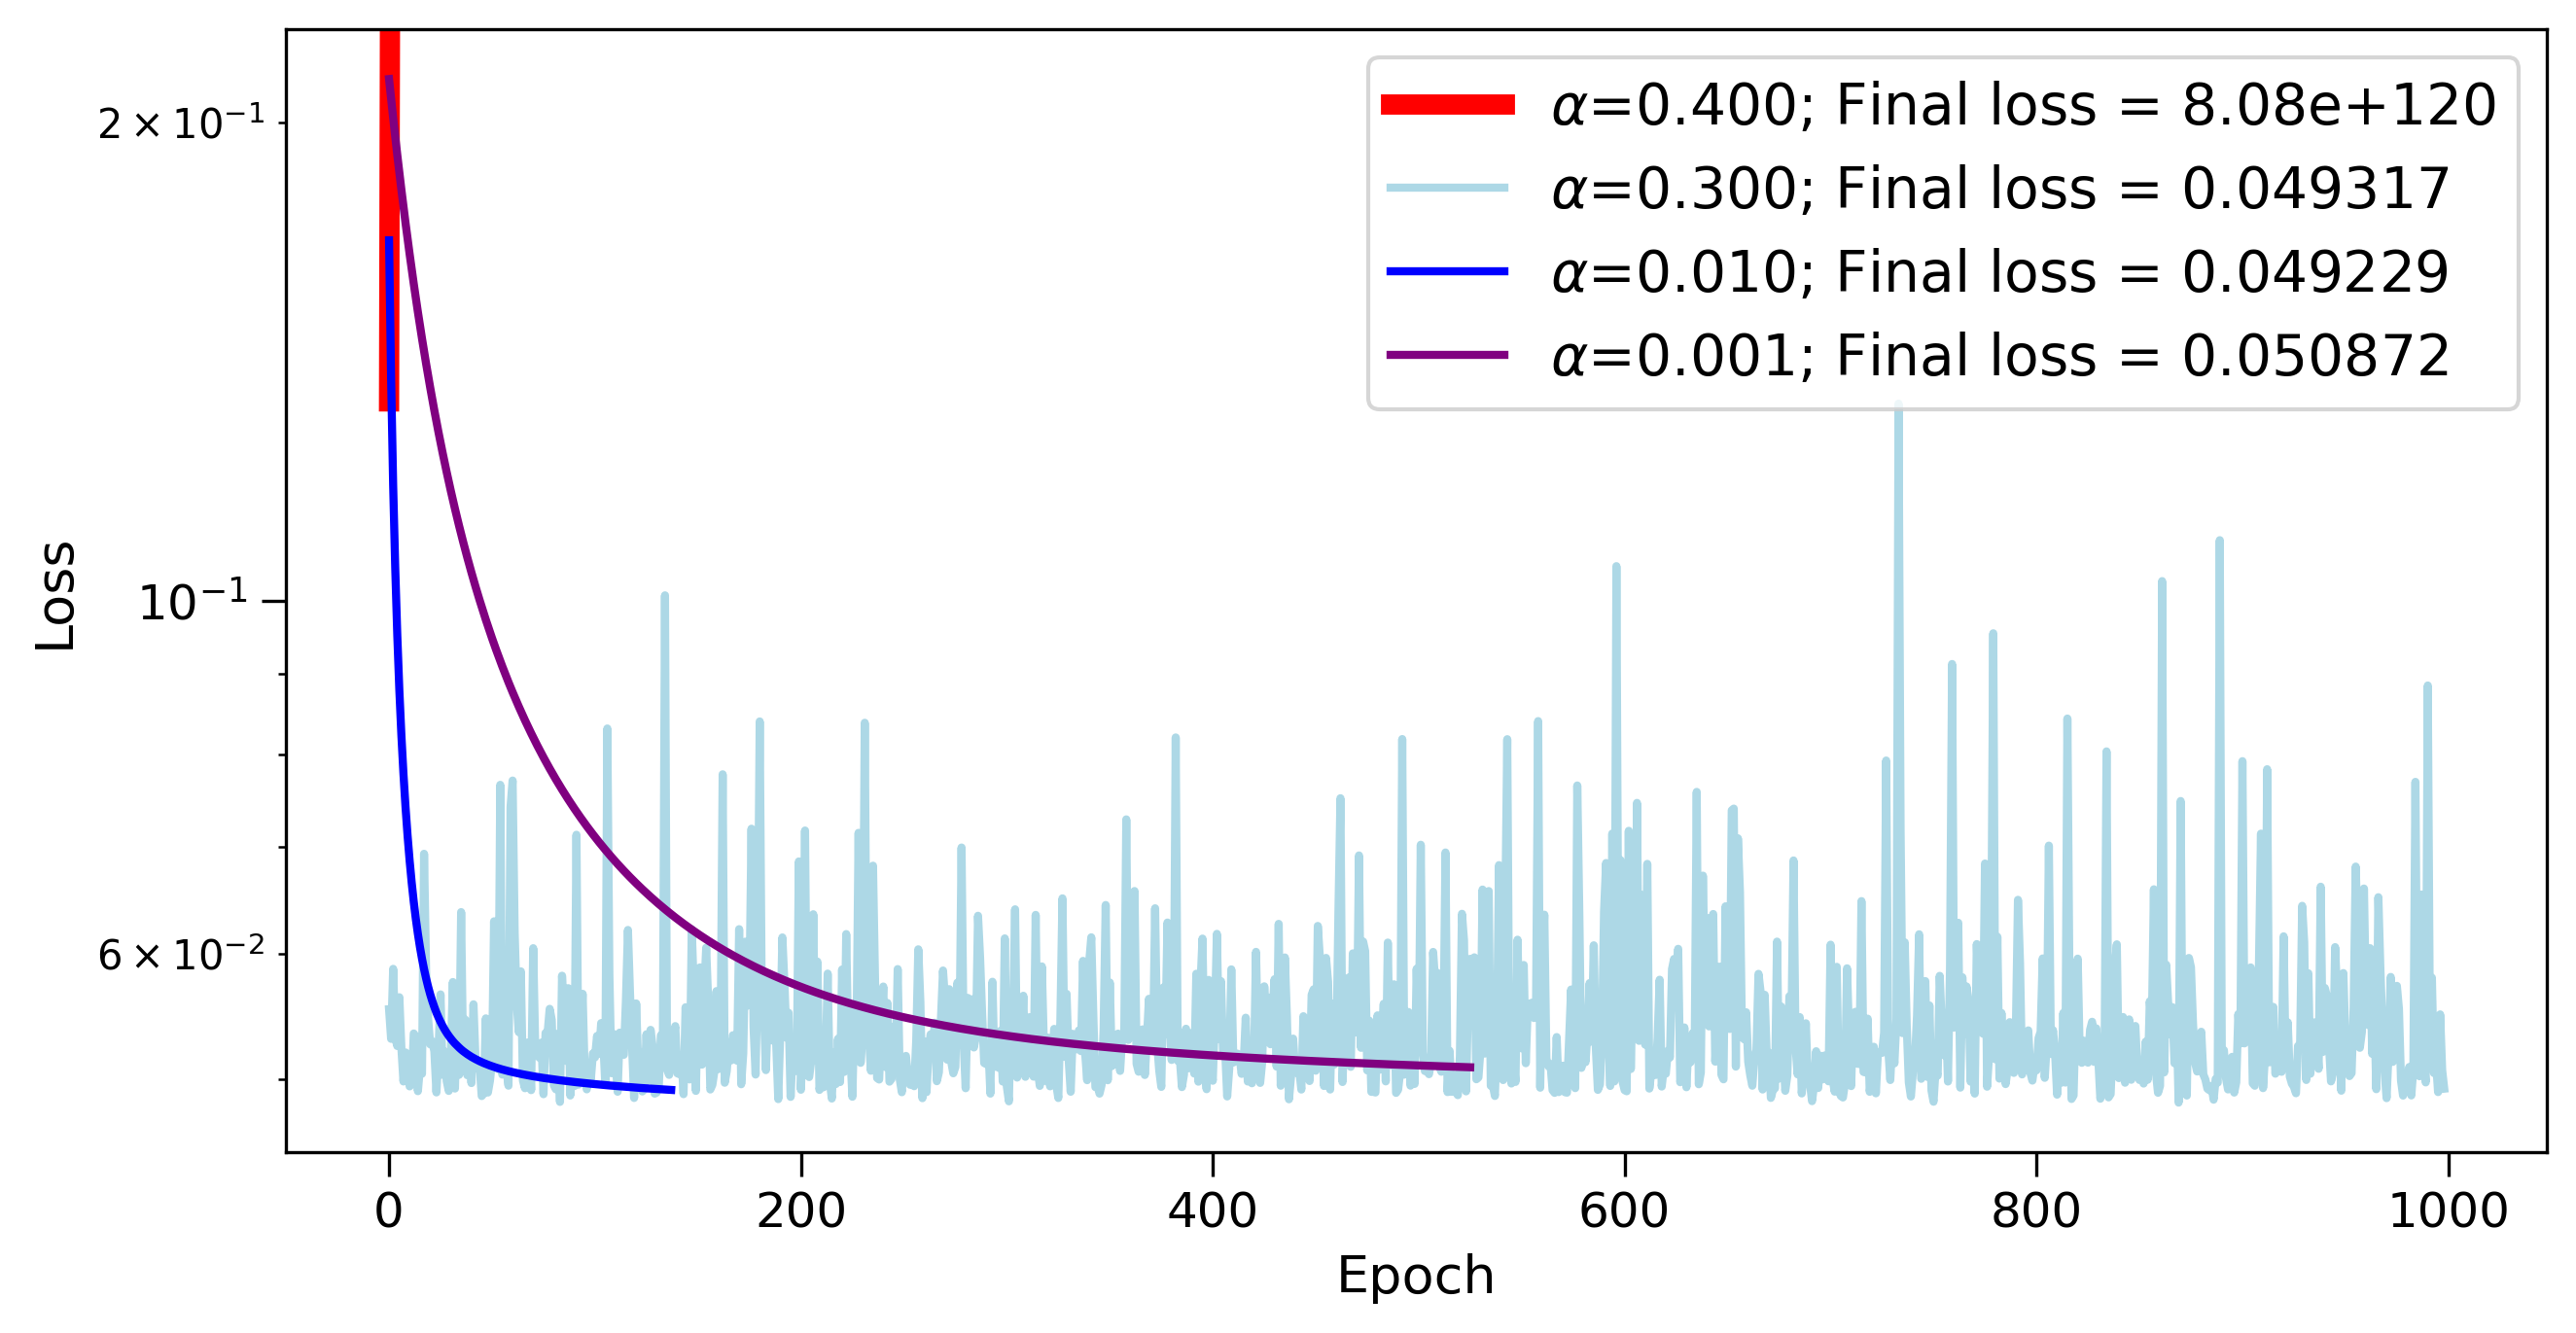 Loss
2×10⁻¹
10⁻¹
6×10⁻²
α=0.400; Final loss = 8.08e+120
α=0.300; Final loss = 0.049317
α=0.010; Final loss = 0.049229
α=0.001; Final loss = 0.050872
0 200 400 600 800 1000
Epoch